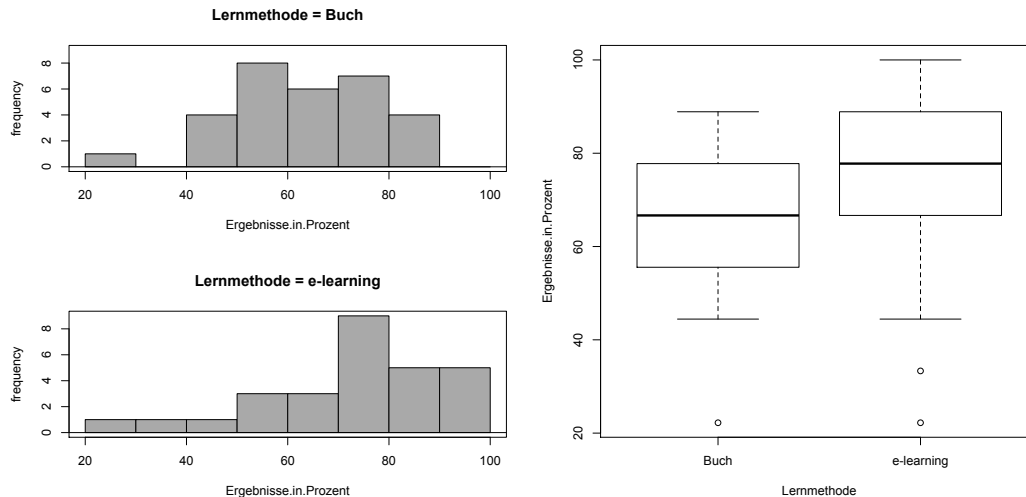 Lernmethode = Buch
frequency
0 2 4 6 8
20 40 60 80 100
Ergebnisse.in.Prozent
Lernmethode = e-learning
frequency
0 2 4 6 8
20 40 60 80 100
Ergebnisse.in.Prozent
Ergebnisse.in.Prozent
20 40 60 80 100
Buch e-learning
Lernmethode